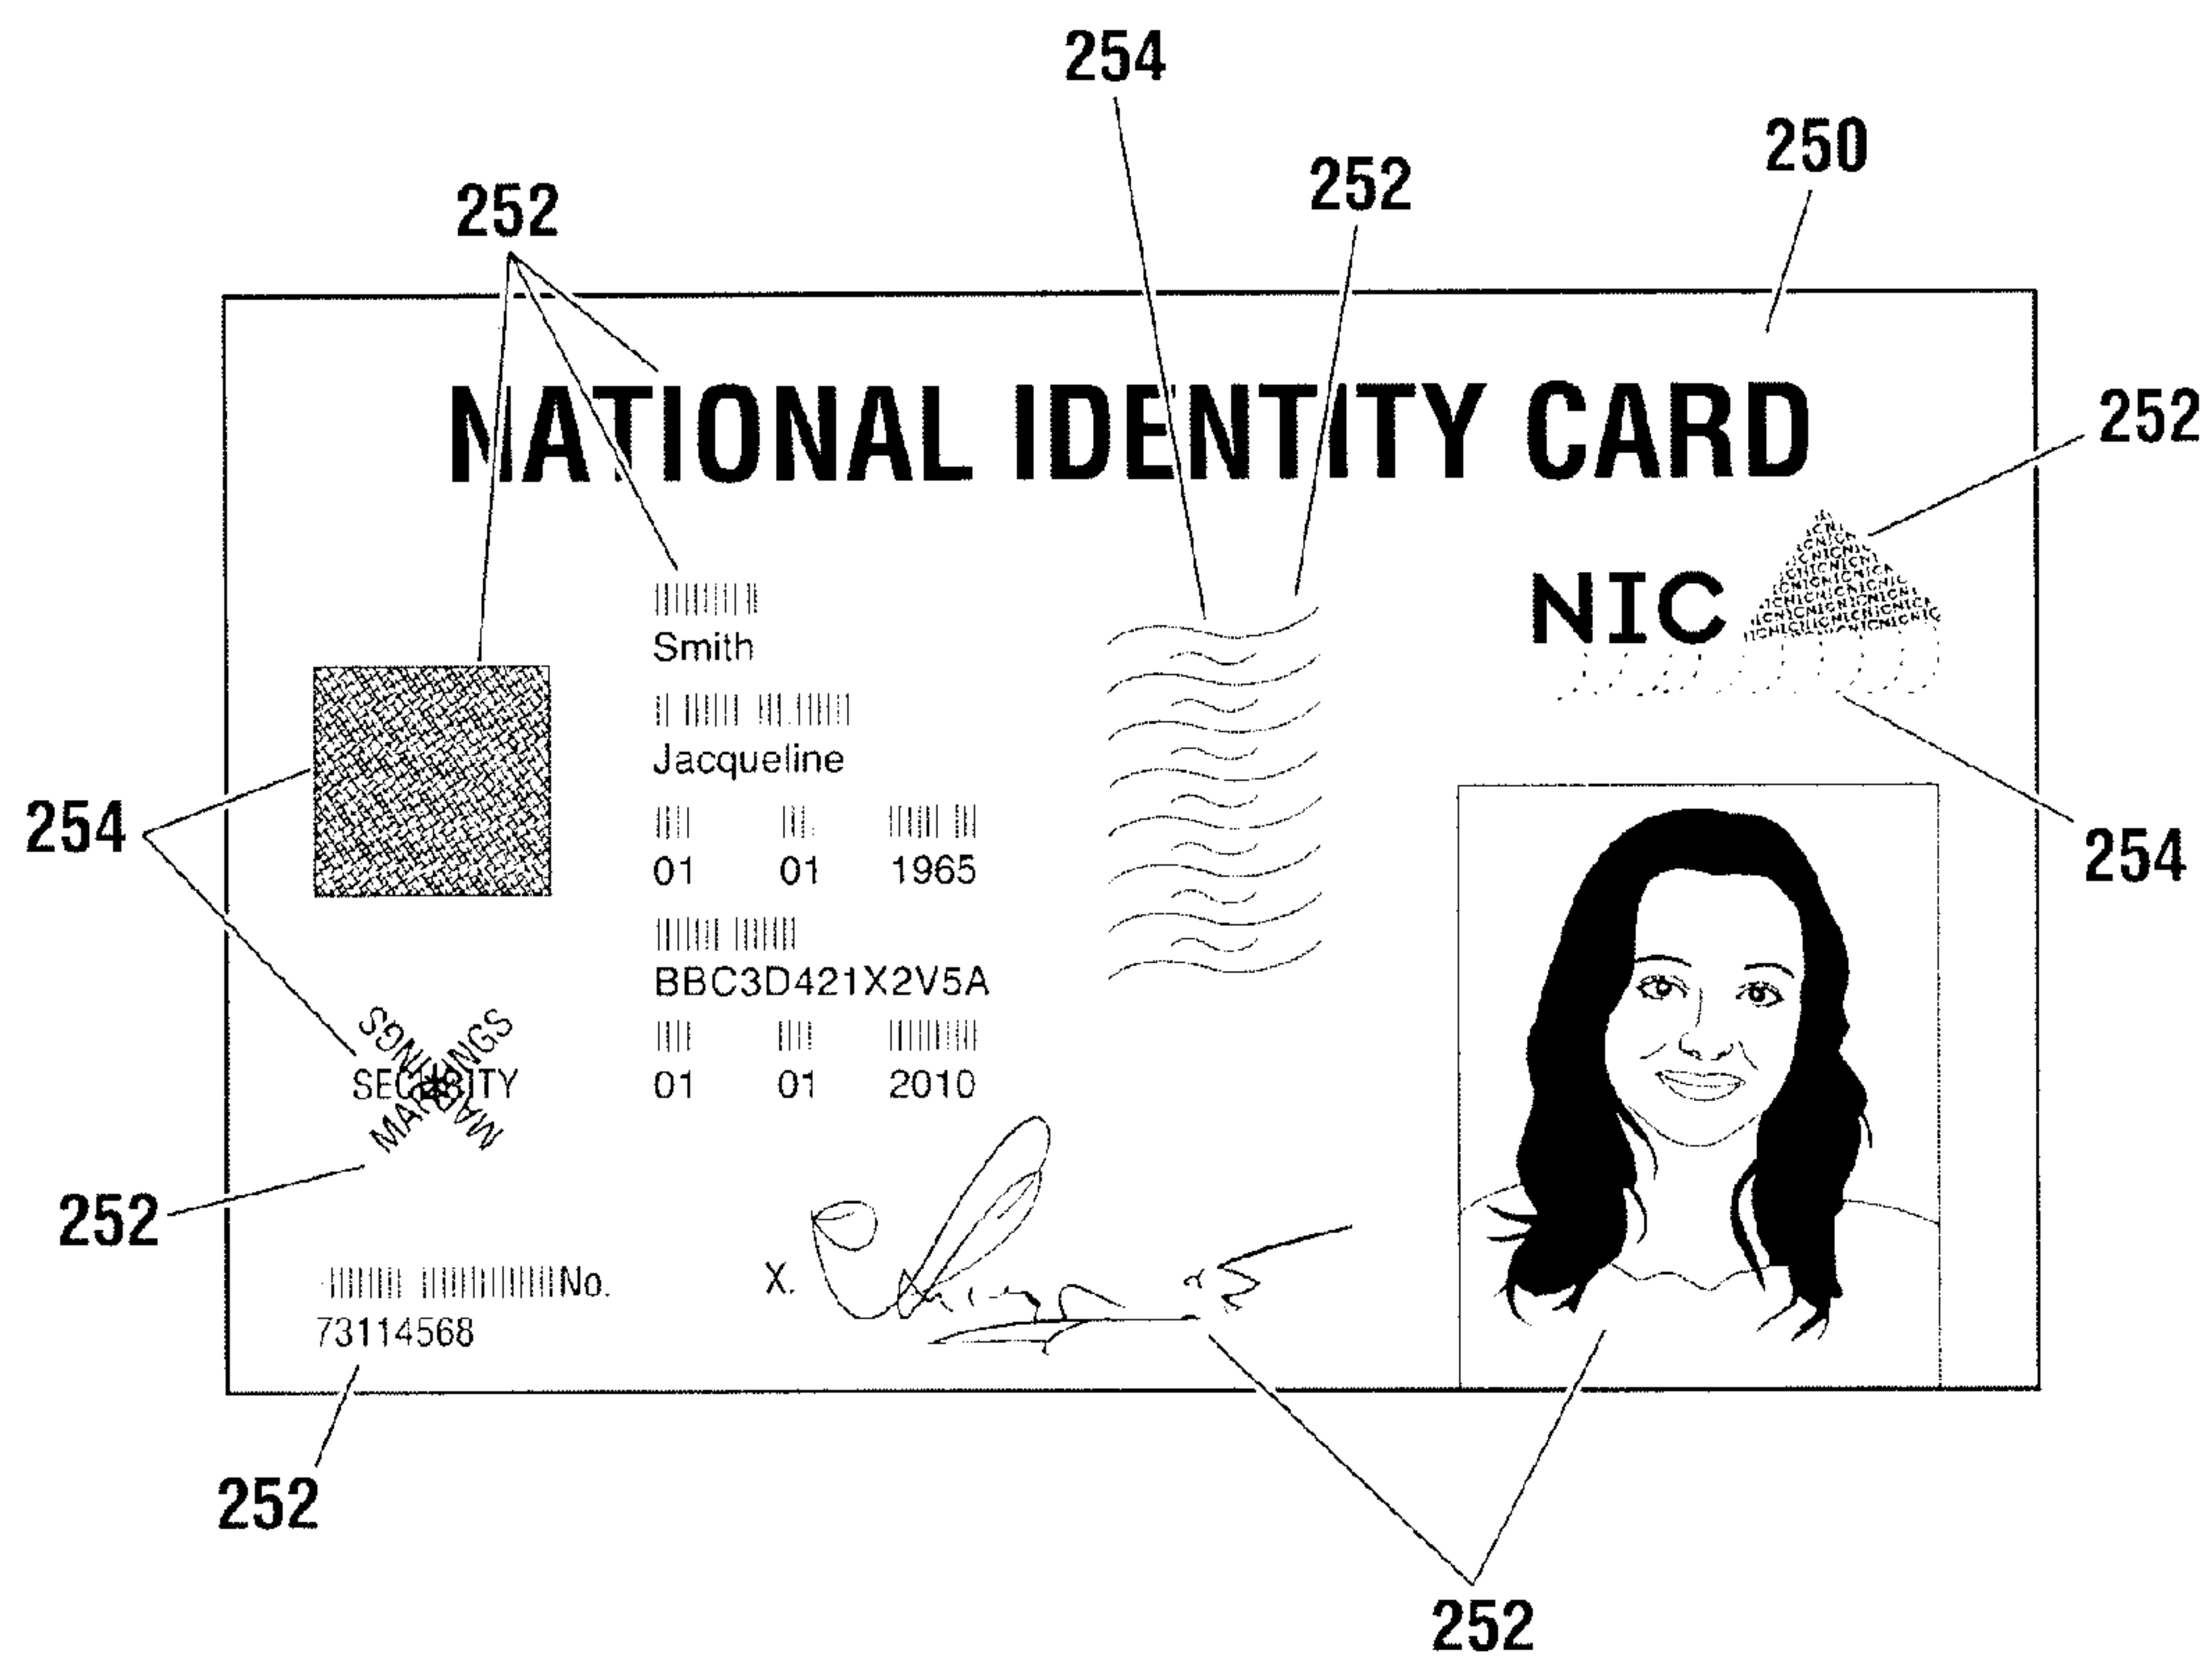 254
250
252
252
NATIONAL IDENTITY CARD
252
NIC
Smith
Jacqueline
254
01 01 1965
254
BBC3D421X2V5A
MARKINGS
MARKINGS
SECURITY
01 01 2010
252
X.
No.
73114568
252
252